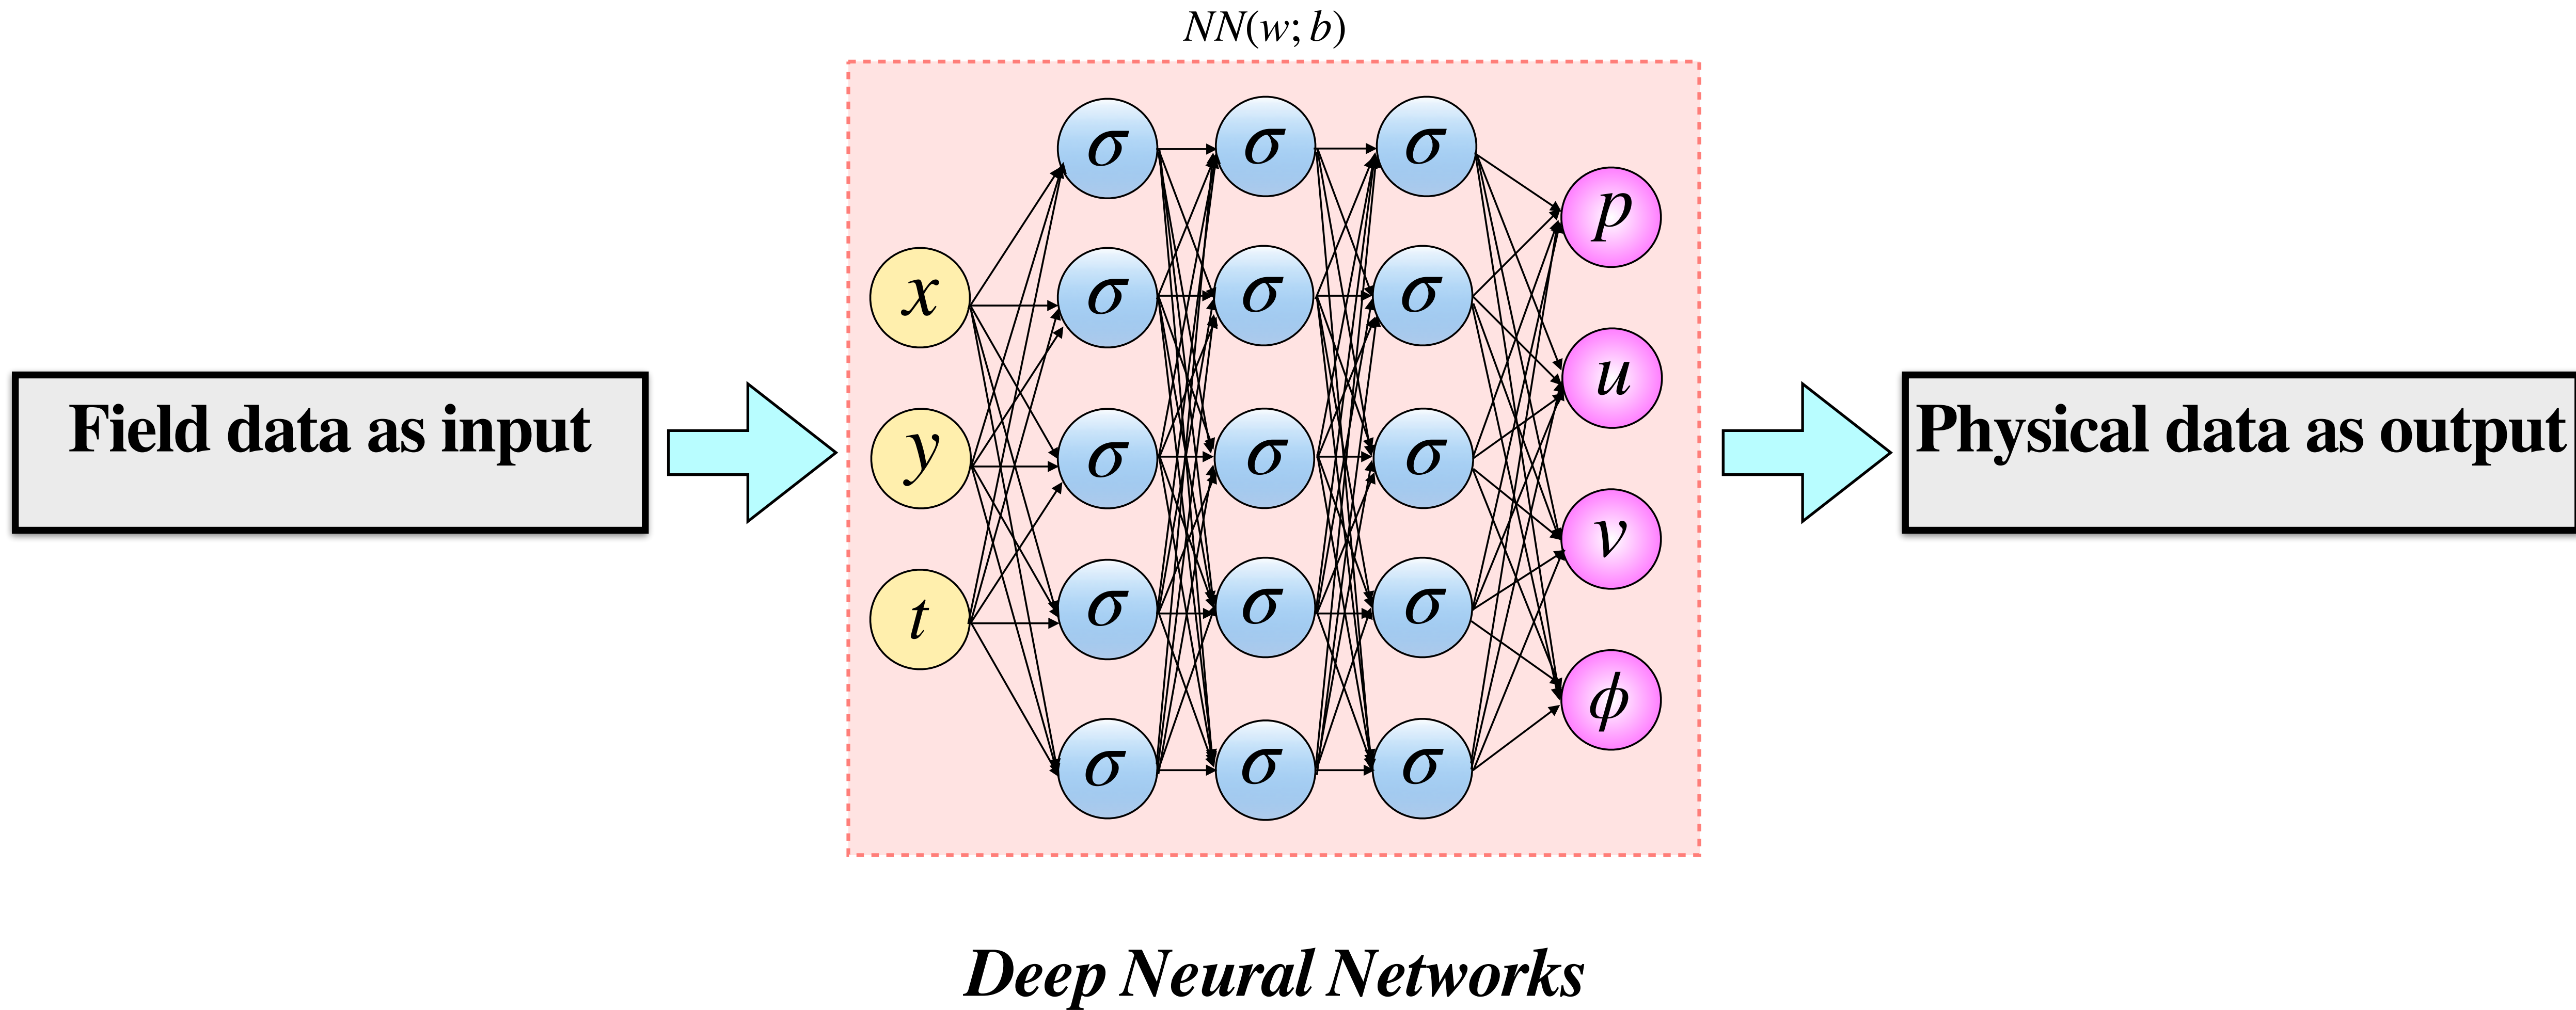 NN(w; b)
Field data as input
x
y
t
σ σ σ
σ σ σ
σ σ σ
σ σ σ
σ σ σ
p
u
v
ϕ
Physical data as output
Deep Neural Networks